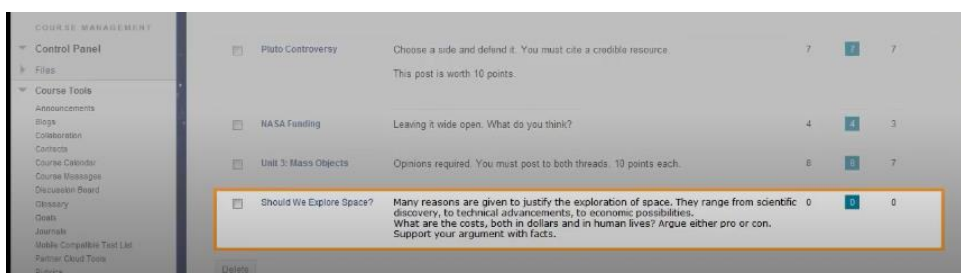 COURSE MANAGEMENT
Control Panel
Files
Course Tools
Announcements
Blogs
Collaboration
Contacts
Course Calendar
Course Messages
Discussion Board
Glossary
Goals
Journals
Mobile Compatible Test List
Partner Cloud Tools
Pluto Controversy
Choose a side and defend it. You must cite a credible resource.
7 7 7
This post is worth 10 points.
NASA Funding
Leaving it wide open. What do you think?
4 4 3
Unit 3: Mass Objects
Opinions required. You must post to both threads. 10 points each.
8 8 7
Should We Explore Space?
Many reasons are given to justify the exploration of space. They range from scientific
0 0 0
discovery, to technical advancements, to economic possibilities.
What are the costs, both in dollars and in human lives? Argue either pro or con.
Support your argument with facts.
Delete